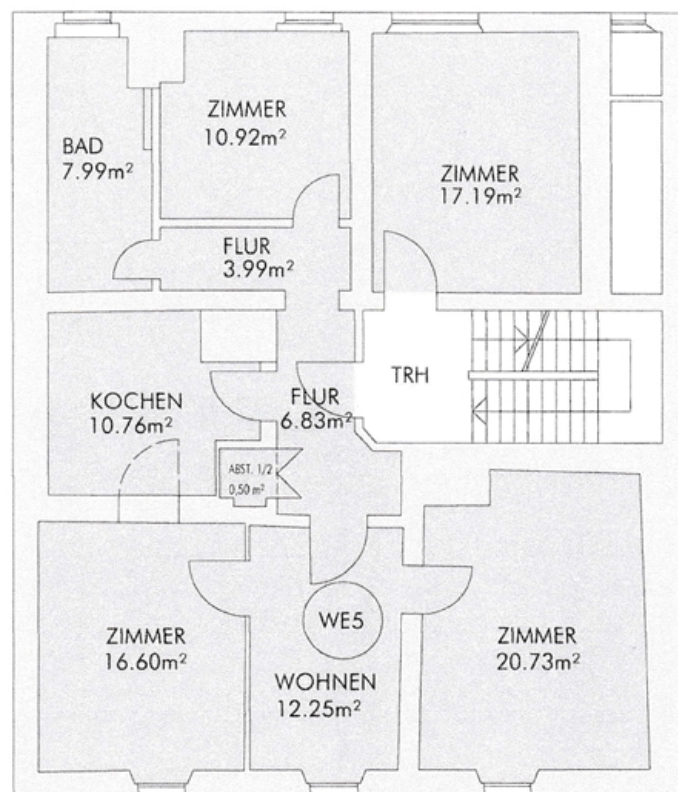 ZIMMER
10.92m²
BAD
7.99m²
ZIMMER
17.19m²
FLUR
3.99m²
TRH
KOCHEN
10.76m²
FLUR
6.83m²
ABST. 1/2
0,50 m²
WE5
ZIMMER
16.60m²
WOHNEN
12.25m²
ZIMMER
20.73m²